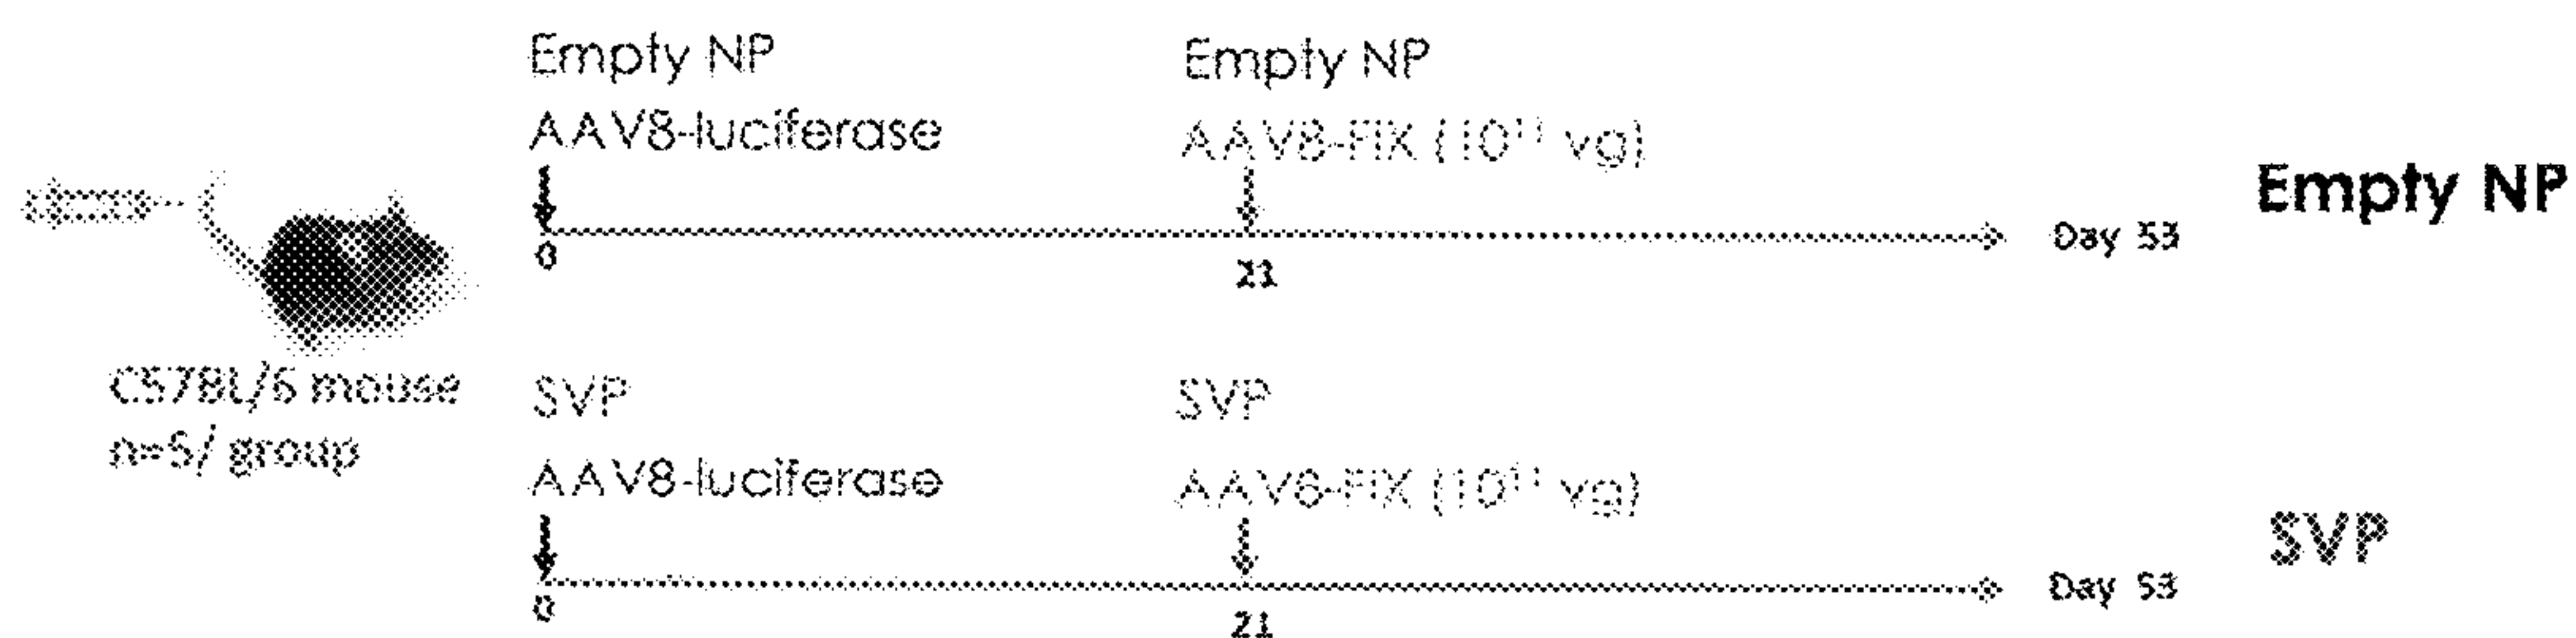 Empty NP
AAV8-luciferase
Empty NP
AAV8-FIX (10¹¹ vg)
Empty NP
0
21
Day 53
C57BL/6 mouse
n=5/ group
SVP
AAV8-luciferase
SVP
AAV8-FIX (10¹¹ vg)
SVP
0
21
Day 53